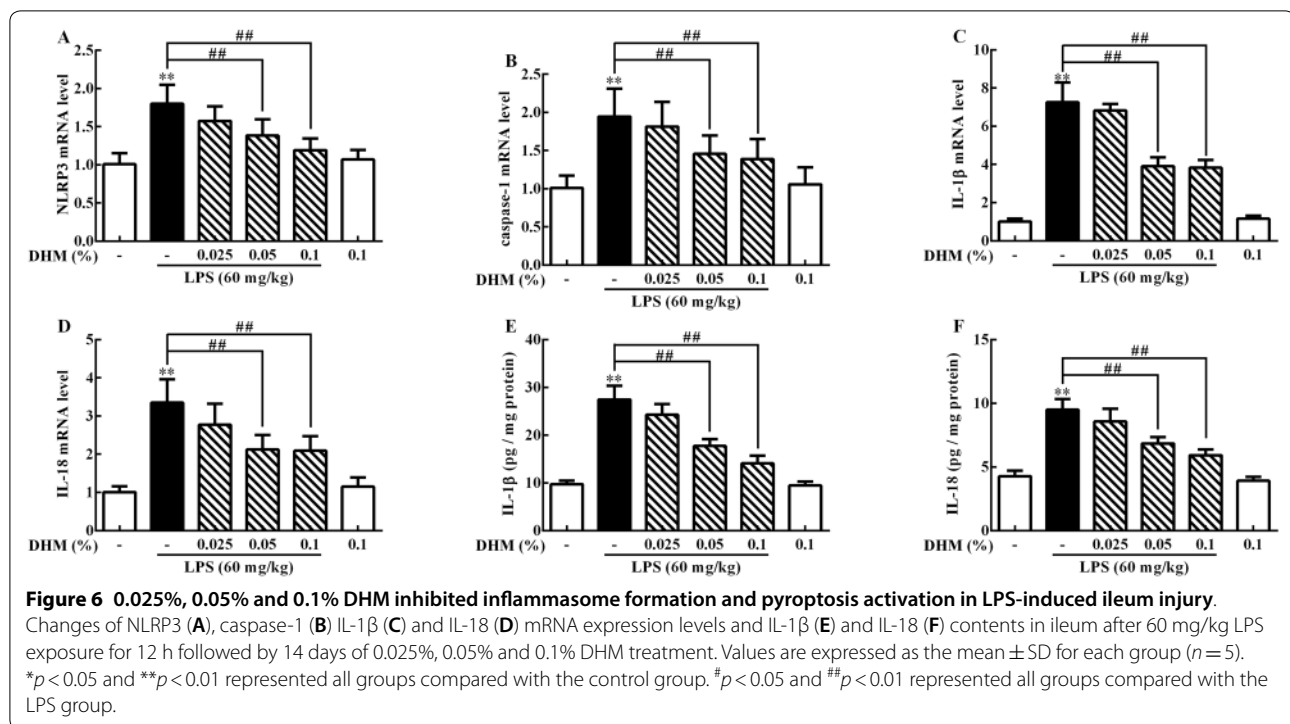 A
##
##
**
NLRP3 mRNA level
2.5
2.0
1.5
1.0
0.5
0.0
DHM (%) - - 0.025 0.05 0.1 0.1
LPS (60 mg/kg)
B
##
##
**
caspase-1 mRNA level
2.5
2.0
1.5
1.0
0.5
0.0
DHM (%) - - 0.025 0.05 0.1 0.1
LPS (60 mg/kg)
C
##
##
**
IL-1β mRNA level
10
8
6
4
2
0
DHM (%) - - 0.025 0.05 0.1 0.1
LPS (60 mg/kg)
D
##
##
**
IL-18 mRNA level
5
4
3
2
1
0
DHM (%) - - 0.025 0.05 0.1 0.1
LPS (60 mg/kg)
E
##
##
**
IL-1β (pg / mg protein)
40
30
20
10
0
DHM (%) - - 0.025 0.05 0.1 0.1
LPS (60 mg/kg)
F
##
##
**
IL-18 (pg / mg protein)
15
10
5
0
DHM (%) - - 0.025 0.05 0.1 0.1
LPS (60 mg/kg)
Figure 6 0.025%, 0.05% and 0.1% DHM inhibited inflammasome formation and pyroptosis activation in LPS-induced ileum injury.
Changes of NLRP3 (A), caspase-1 (B) IL-1β (C) and IL-18 (D) mRNA expression levels and IL-1β (E) and IL-18 (F) contents in ileum after 60 mg/kg LPS
exposure for 12 h followed by 14 days of 0.025%, 0.05% and 0.1% DHM treatment. Values are expressed as the mean ± SD for each group (n = 5).
*p < 0.05 and **p < 0.01 represented all groups compared with the control group. #p < 0.05 and ##p < 0.01 represented all groups compared with the
LPS group.